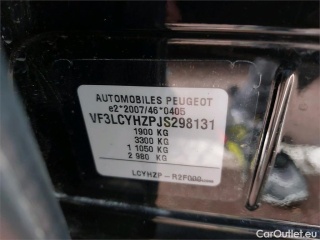 AUTOMOBILES PEUGEOT
e2*2007/46*0405
VF3LCYHZPJS298131
1900 KG
3300 KG
1 1050 KG
2 980 KG
LCYHZP - R2F000
CarOutlet.eu